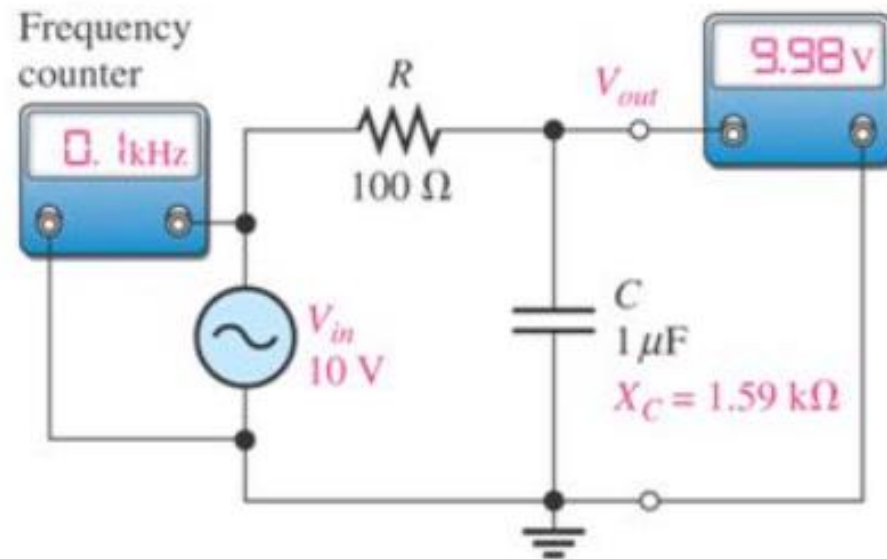 Frequency
counter
0.1kHz
R
100 Ω
V_out
9.98 V
V_in
10 V
C
1 μF
X_C = 1.59 kΩ